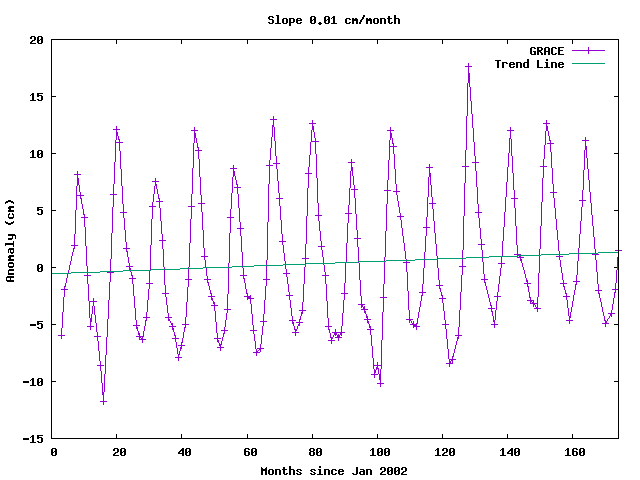 Slope 0.01 cm/month
GRACE
Trend Line
20
15
10
5
0
-5
-10
-15
Anomaly (cm)
0 20 40 60 80 100 120 140 160
Months since Jan 2002